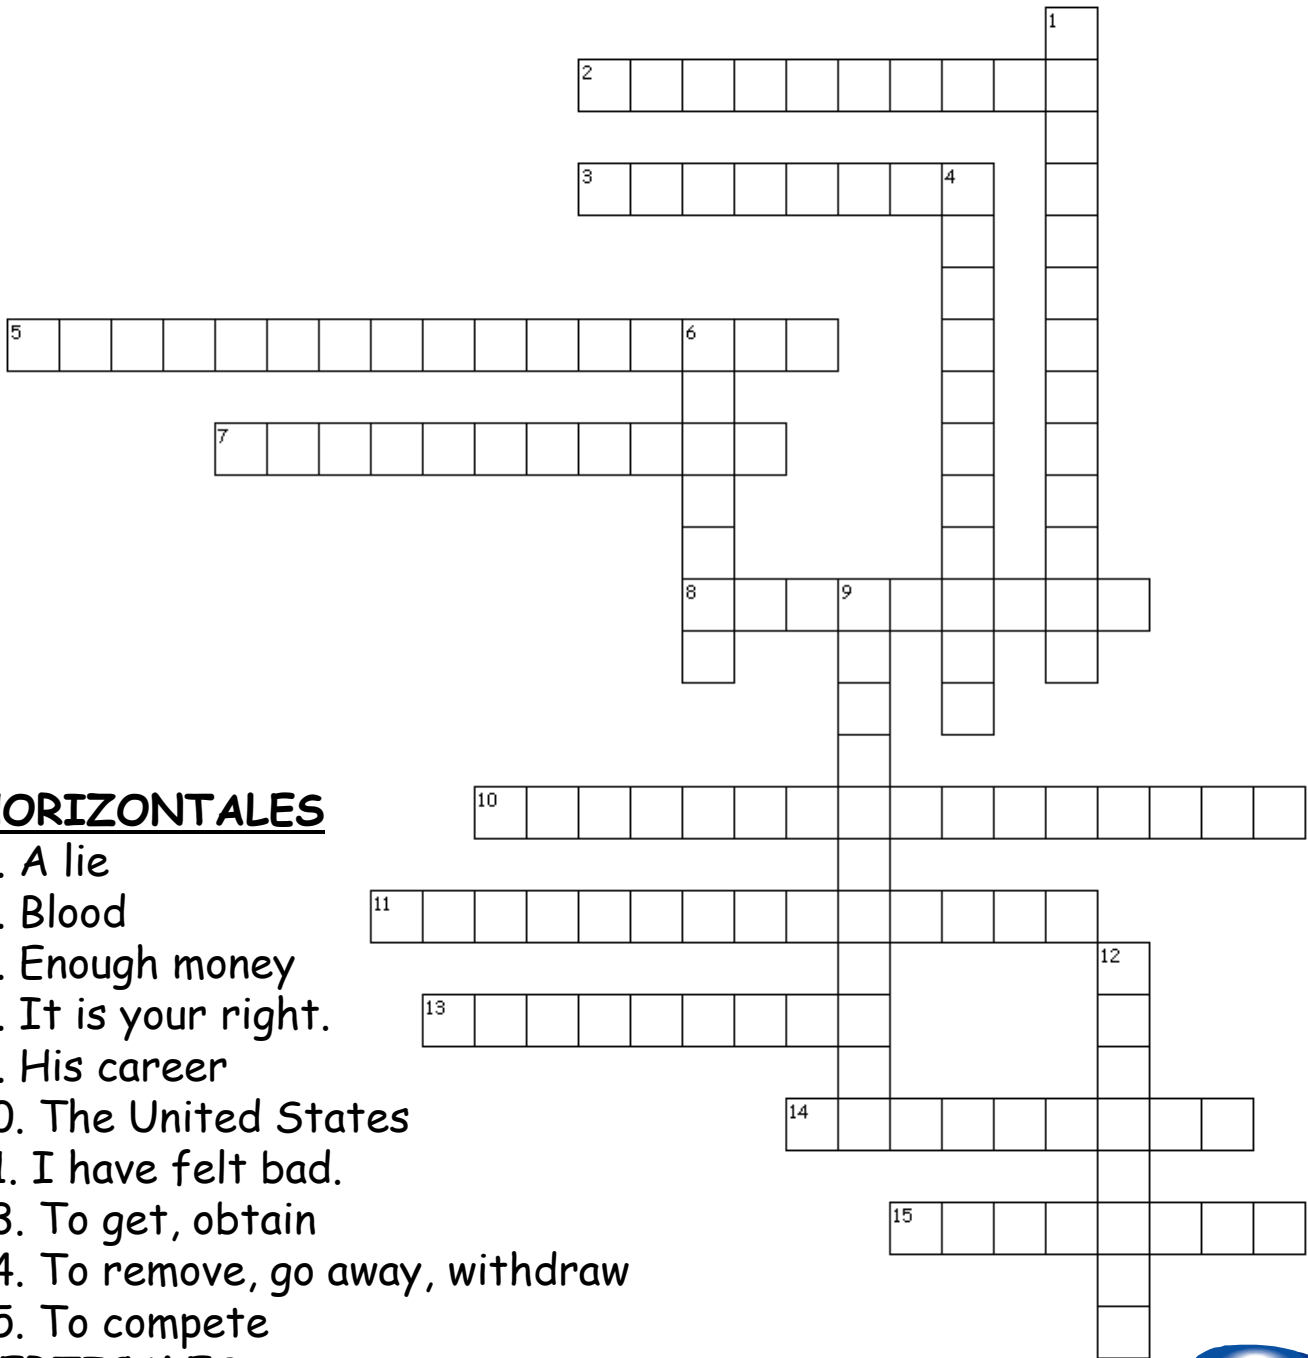 1
2
3
4
5
6
7
8
9
10
11
12
13
14
15
ORIZONTALES
. A lie
. Blood
. Enough money
. It is your right.
. His career
0. The United States
1. I have felt bad.
3. To get, obtain
4. To remove, go away, withdraw
5. To compete